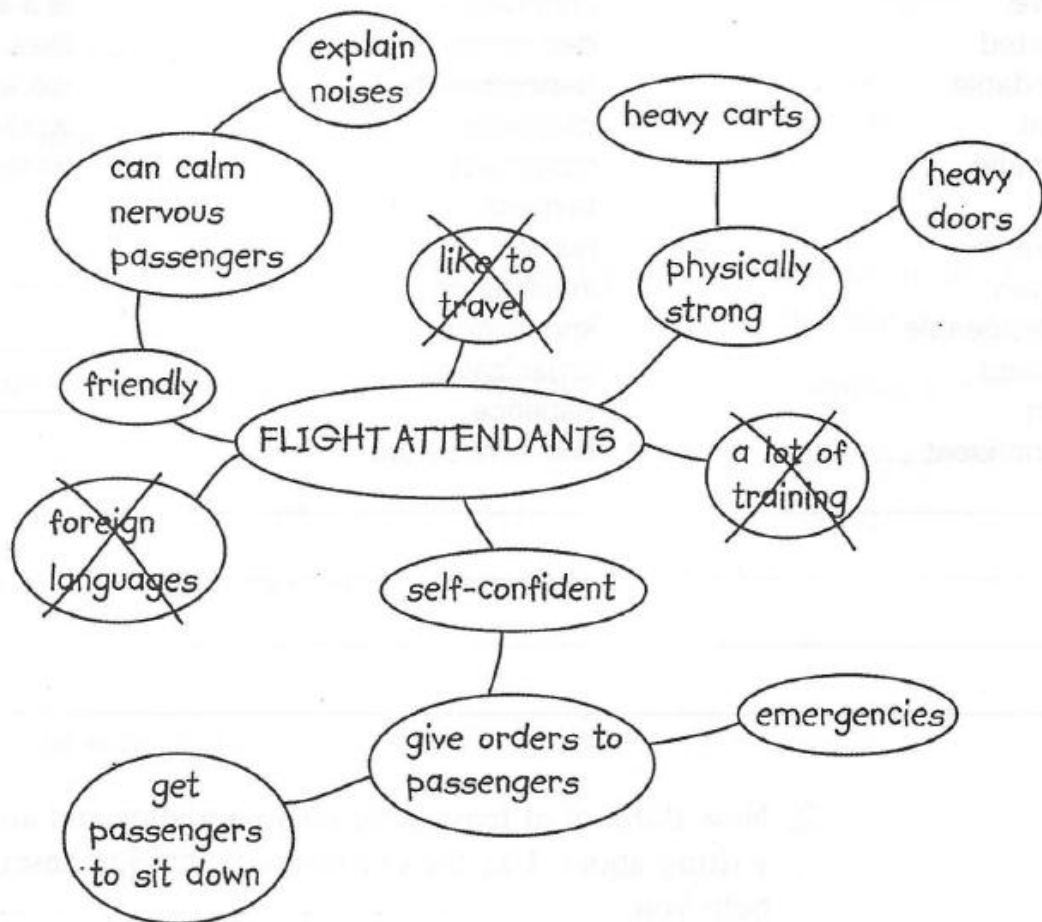 explain
noises
heavy carts
can calm
nervous
passengers
heavy
doors
like to
travel
physically
strong
friendly
FLIGHT ATTENDANTS
a lot of
training
foreign
languages
self-confident
give orders to
passengers
emergencies
get
passengers
to sit down